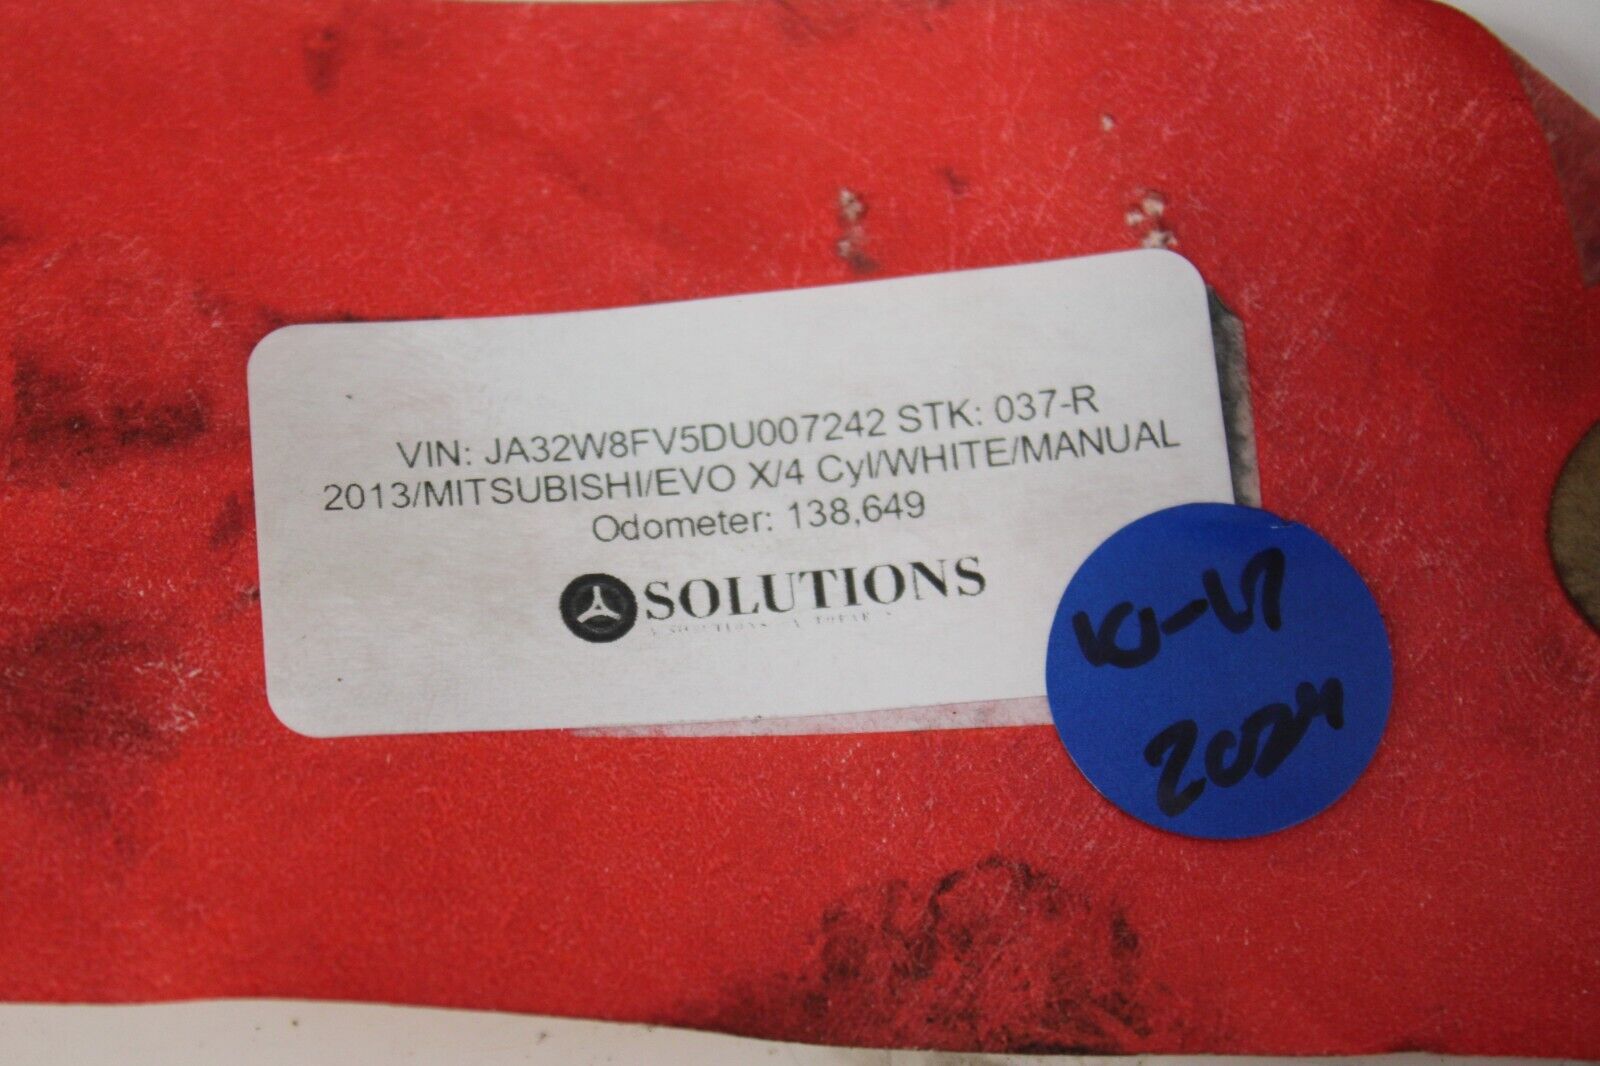 VIN: JA32W8FV5DU007242 STK: 037-R
2013/MITSUBISHI/EVO X/4 Cyl/WHITE/MANUAL
Odometer: 138,649
SOLUTIONS
2024